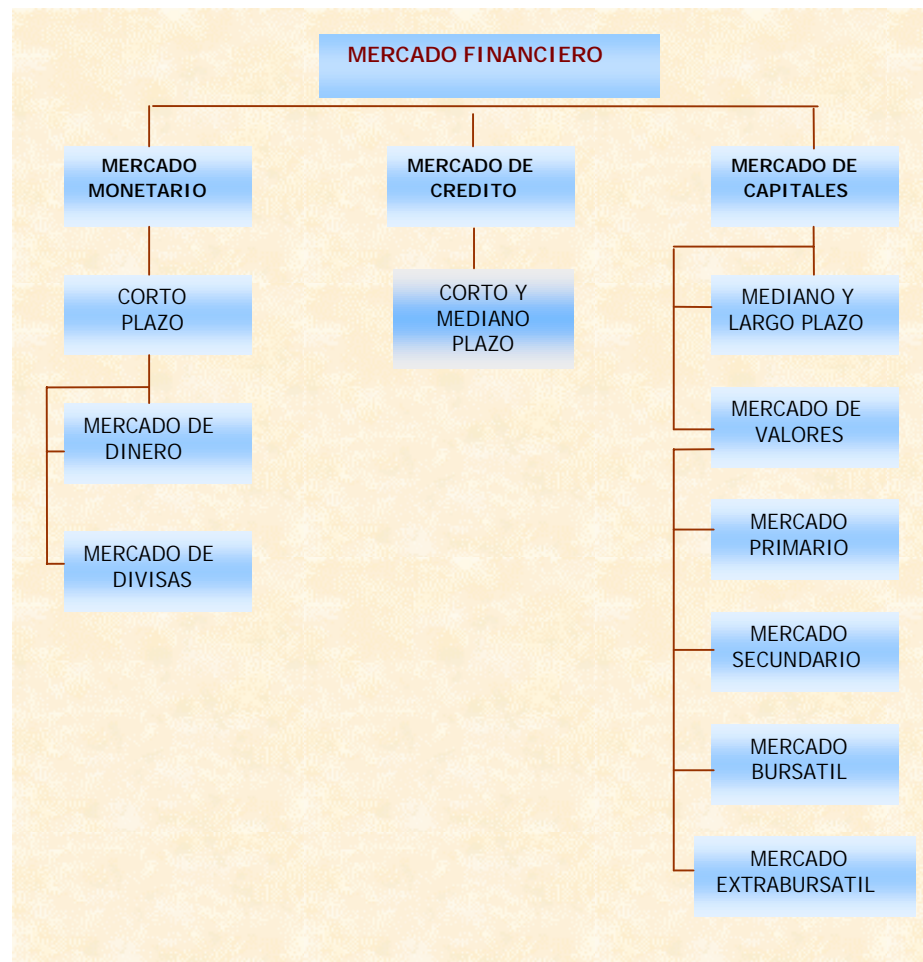 MERCADO FINANCIERO
MERCADO
MONETARIO
MERCADO DE
CREDITO
MERCADO DE
CAPITALES
CORTO
PLAZO
CORTO Y
MEDIANO
PLAZO
MEDIANO Y
LARGO PLAZO
MERCADO DE
DINERO
MERCADO DE
VALORES
MERCADO DE
DIVISAS
MERCADO
PRIMARIO
MERCADO
SECUNDARIO
MERCADO
BURSATIL
MERCADO
EXTRABURSATIL